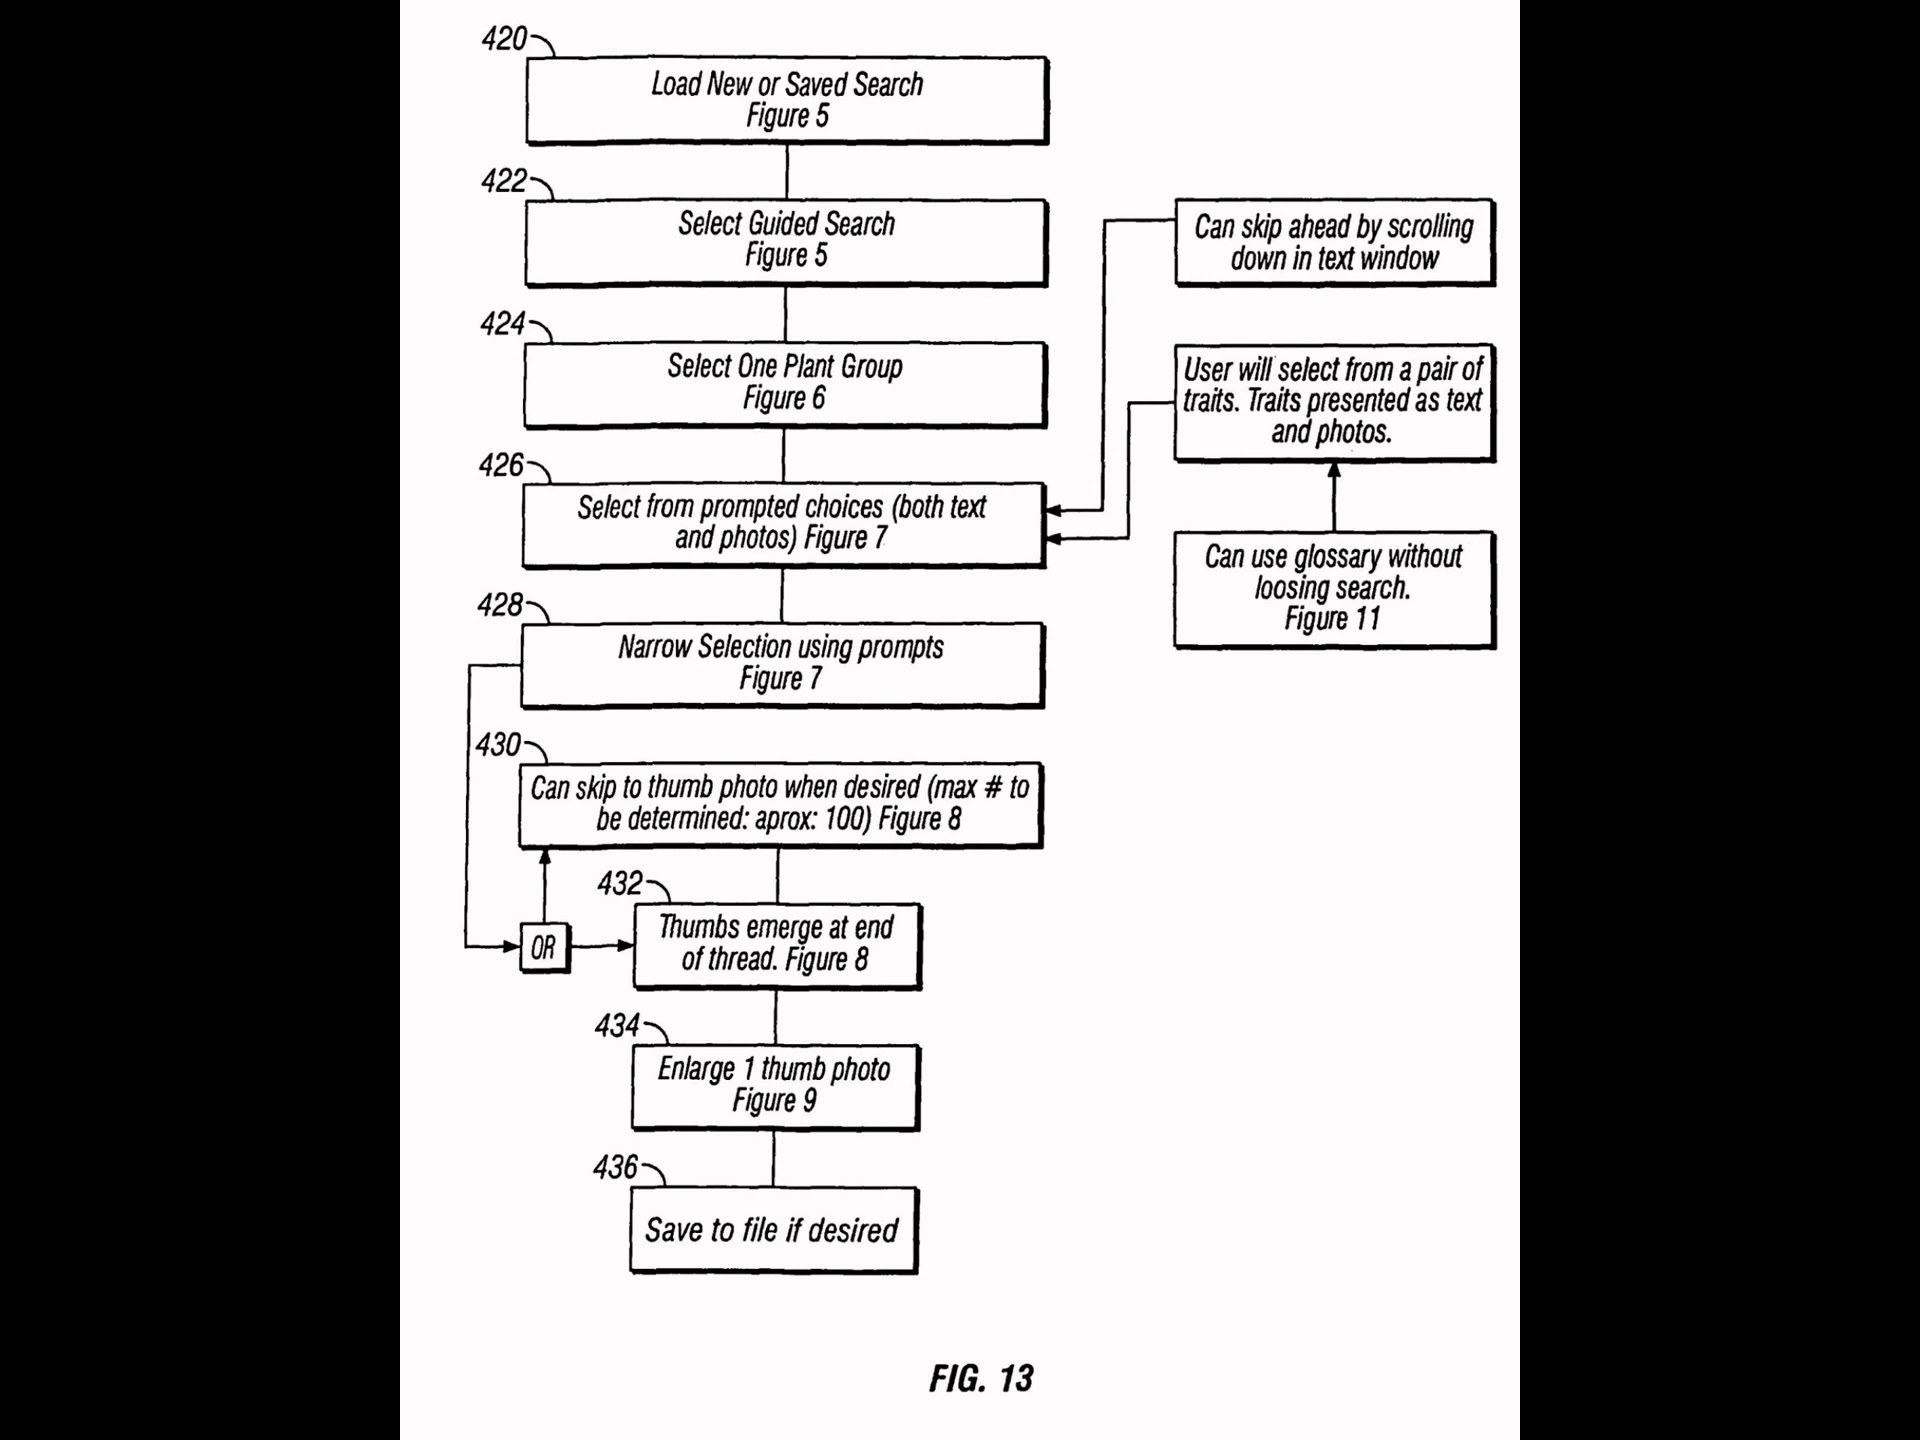 420
Load New or Saved Search
Figure 5
422
Select Guided Search
Figure 5
Can skip ahead by scrolling
down in text window
424
Select One Plant Group
Figure 6
User will select from a pair of
traits. Traits presented as text
and photos.
426
Select from prompted choices (both text
and photos) Figure 7
Can use glossary without
loosing search.
Figure 11
428
Narrow Selection using prompts
Figure 7
430
Can skip to thumb photo when desired (max # to
be determined: aprox: 100) Figure 8
432
Thumbs emerge at end
of thread. Figure 8
OR
434
Enlarge 1 thumb photo
Figure 9
436
Save to file if desired
FIG. 13